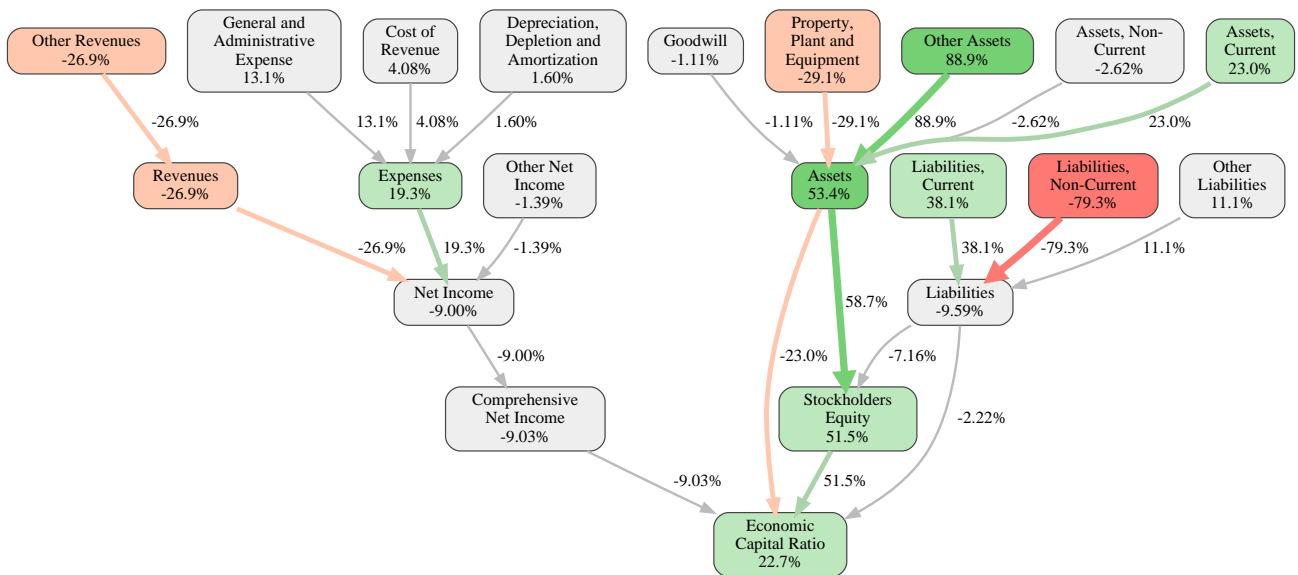 Other Revenues
-26.9%
General and
Administrative
Expense
13.1%
Cost of
Revenue
4.08%
Depreciation,
Depletion and
Amortization
1.60%
Goodwill
-1.11%
Property,
Plant and
Equipment
-29.1%
Other Assets
88.9%
Assets, Non-
Current
-2.62%
Assets,
Current
23.0%
-26.9%
13.1%
4.08%
1.60%
-1.11%
-29.1%
88.9%
-2.62%
23.0%
Revenues
-26.9%
Expenses
19.3%
Other Net
Income
-1.39%
Assets
53.4%
Liabilities,
Current
38.1%
Liabilities,
Non-Current
-79.3%
Other
Liabilities
11.1%
-26.9%
19.3%
-1.39%
38.1%
-79.3%
11.1%
Net Income
-9.00%
58.7%
Liabilities
-9.59%
-9.00%
-23.0%
-7.16%
Comprehensive
Net Income
-9.03%
Stockholders
Equity
51.5%
-2.22%
-9.03%
51.5%
Economic
Capital Ratio
22.7%